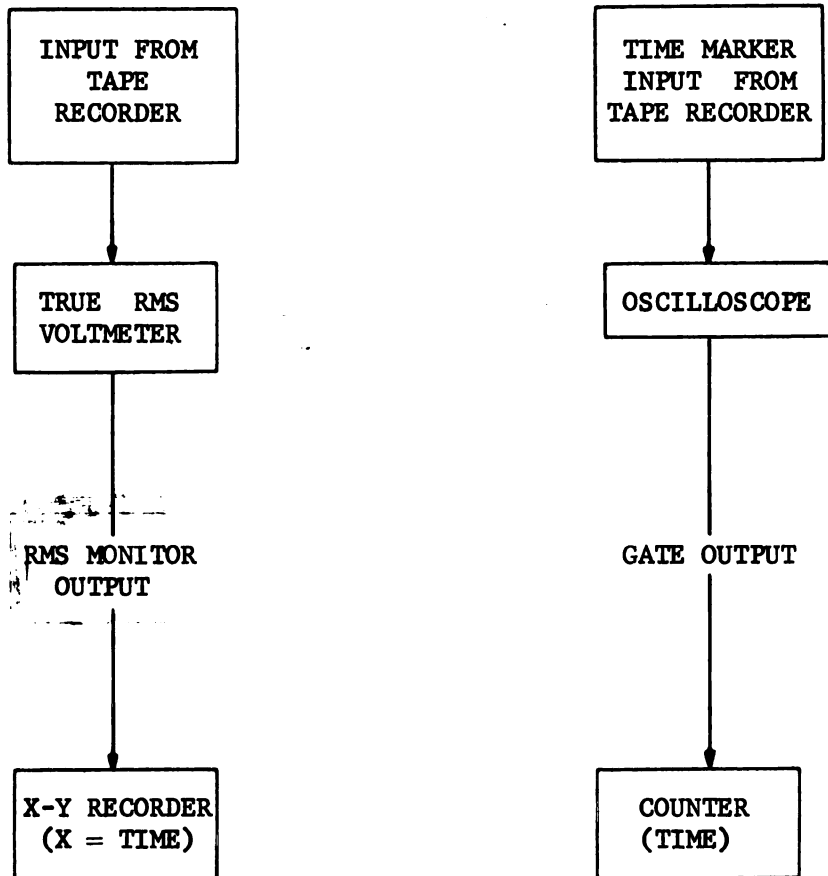 INPUT FROM
TAPE
RECORDER
TRUE RMS
VOLTMETER
RMS MONITOR
OUTPUT
X-Y RECORDER
(X = TIME)
TIME MARKER
INPUT FROM
TAPE RECORDER
OSCILLOSCOPE
GATE OUTPUT
COUNTER
(TIME)